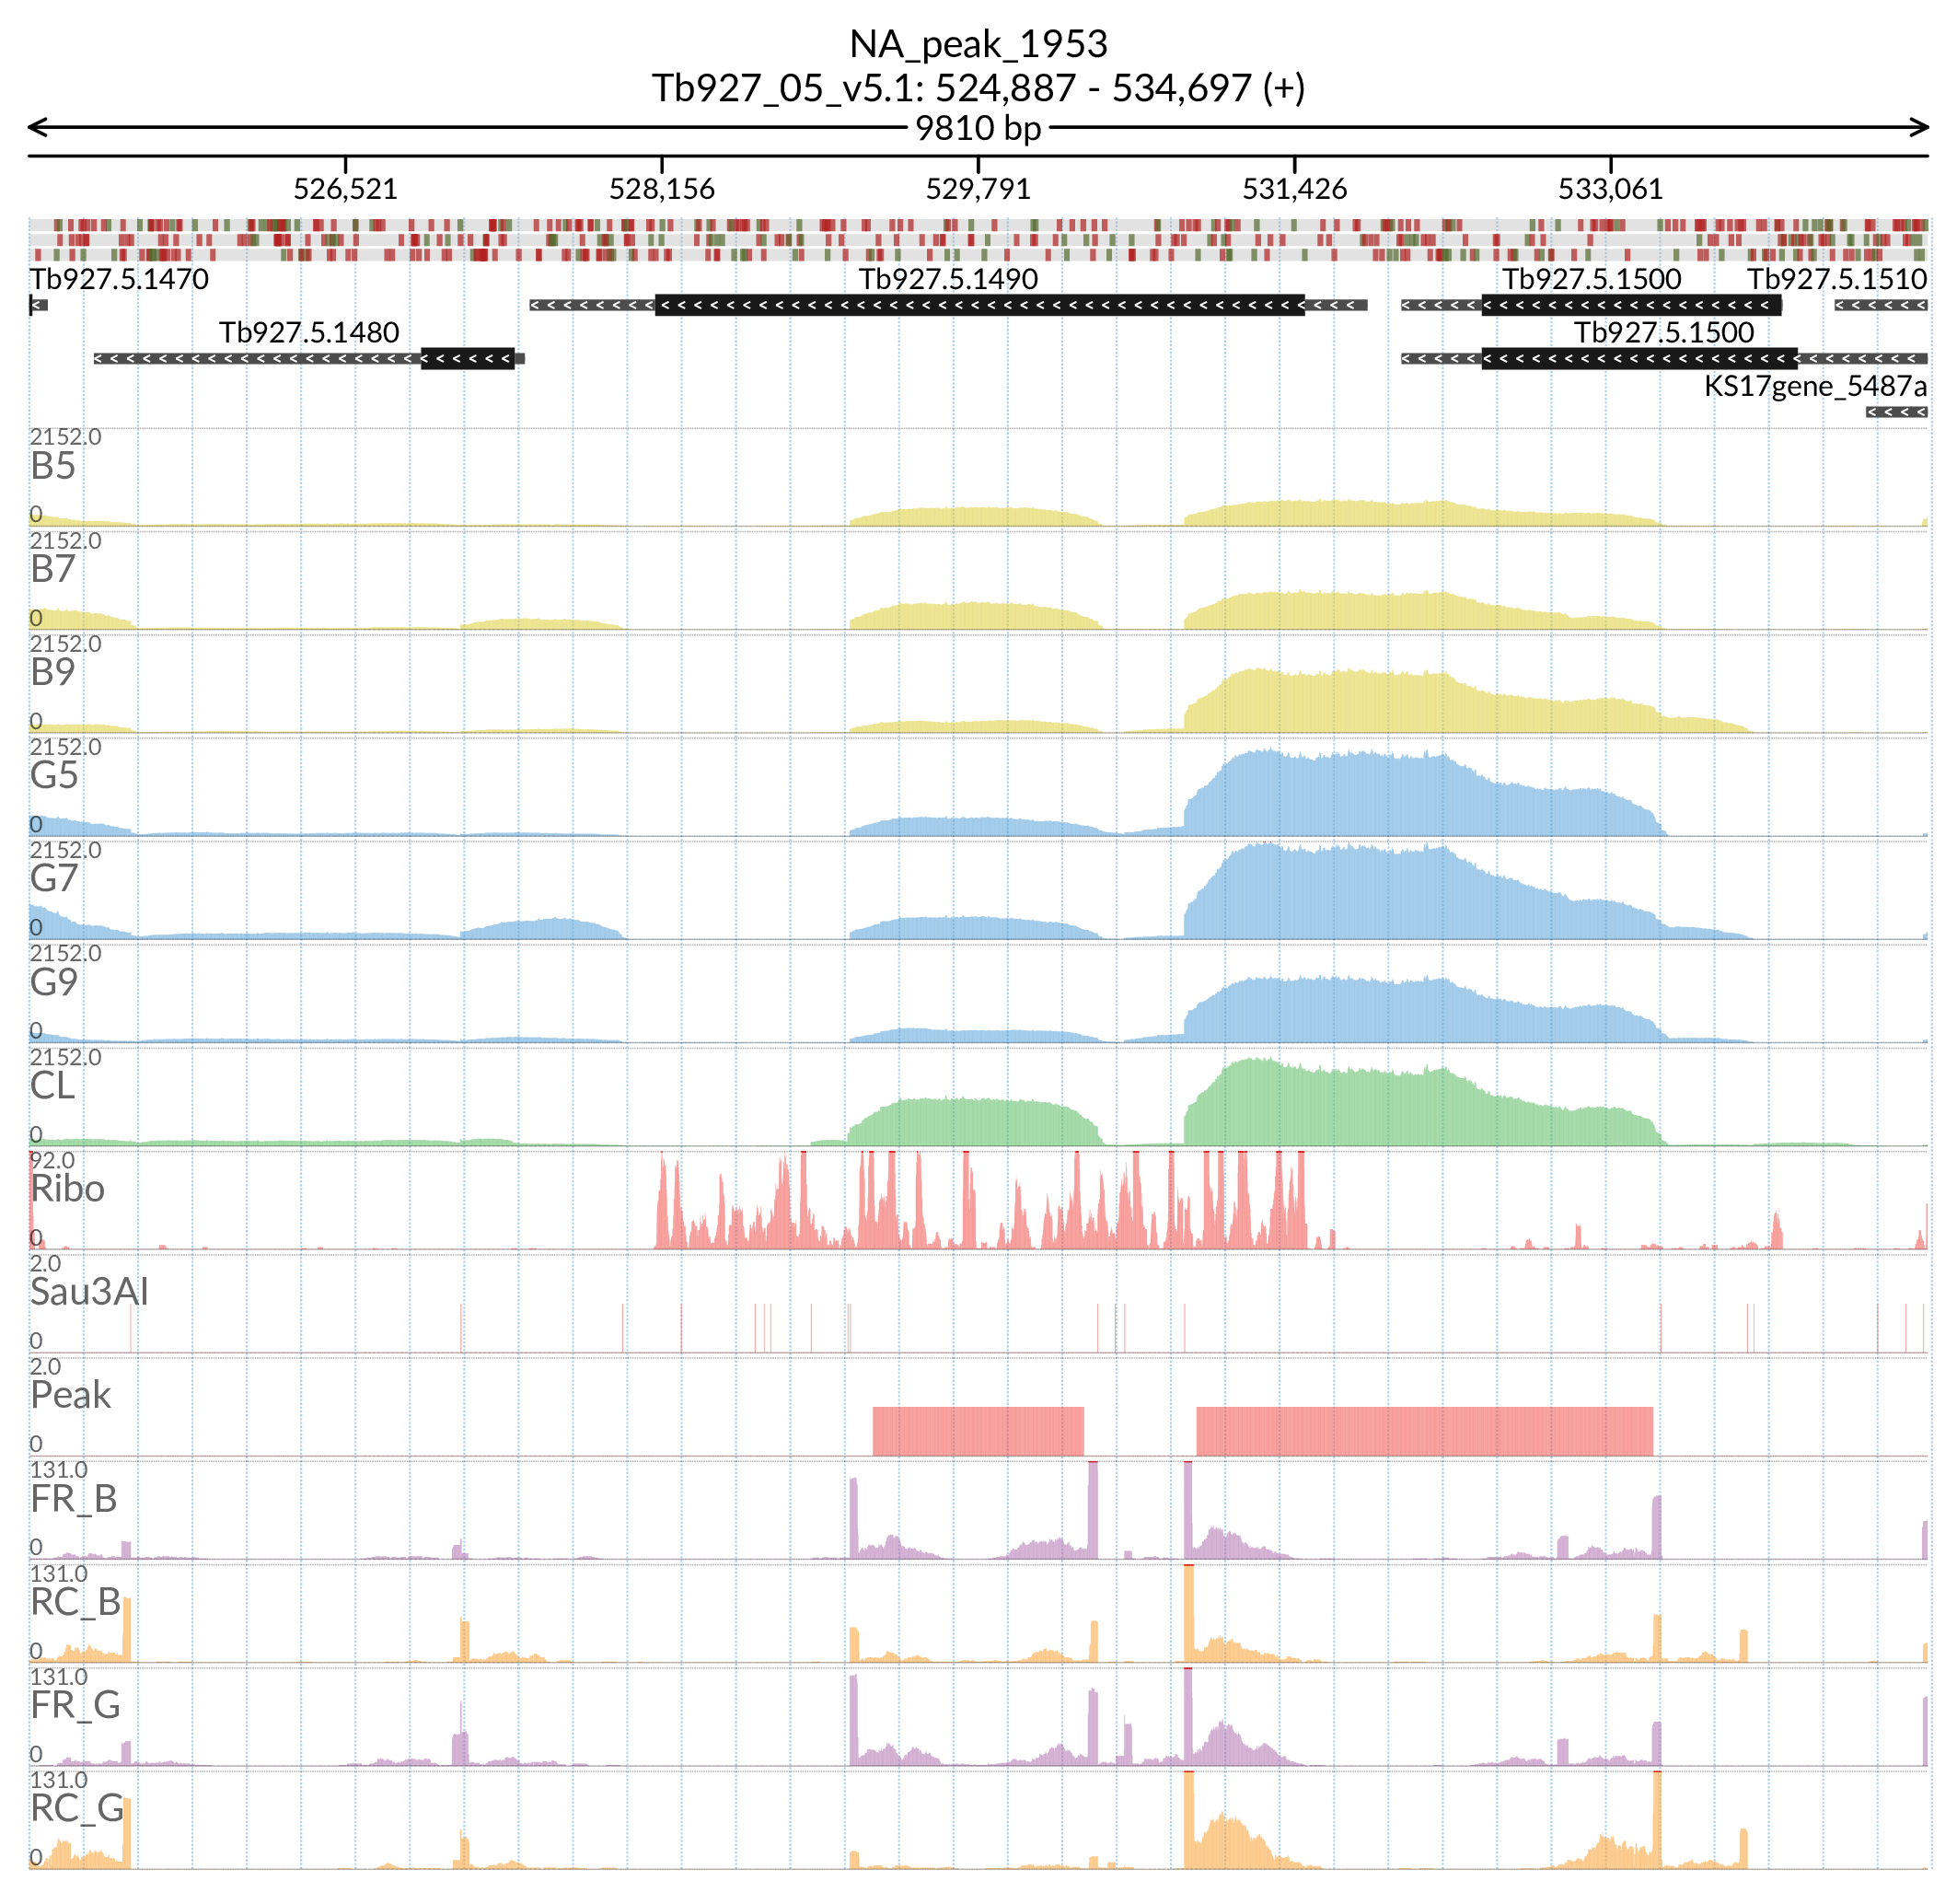 NA_peak_1953
Tb927_05_v5.1: 524,887 - 534,697 (+)
9810 bp
526,521 528,156 529,791 531,426 533,061
Tb927.5.1470 Tb927.5.1490 Tb927.5.1500 Tb927.5.1510
Tb927.5.1480 Tb927.5.1500
KS17gene_5487a
2152.0
B5
0
2152.0
B7
0
2152.0
B9
0
2152.0
G5
0
2152.0
G7
0
2152.0
G9
0
2152.0
CL
0
92.0
Ribo
0
2.0
Sau3AI
0
2.0
Peak
0
131.0
FR_B
0
131.0
RC_B
0
131.0
FR_G
0
131.0
RC_G
0